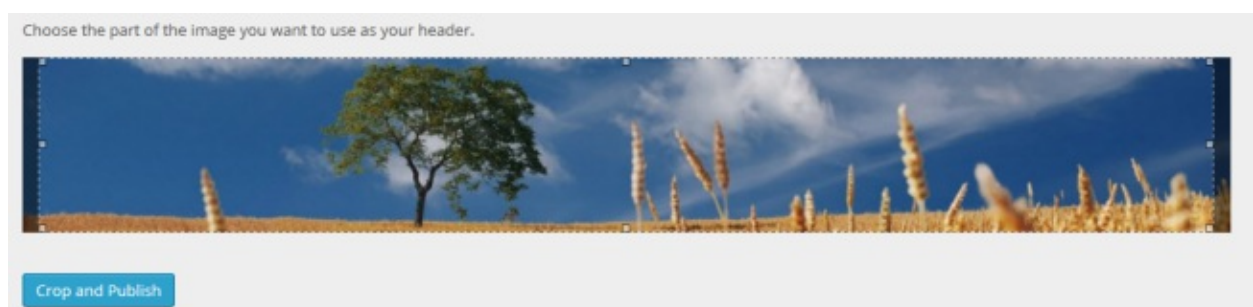 Choose the part of the image you want to use as your header.
Crop and Publish